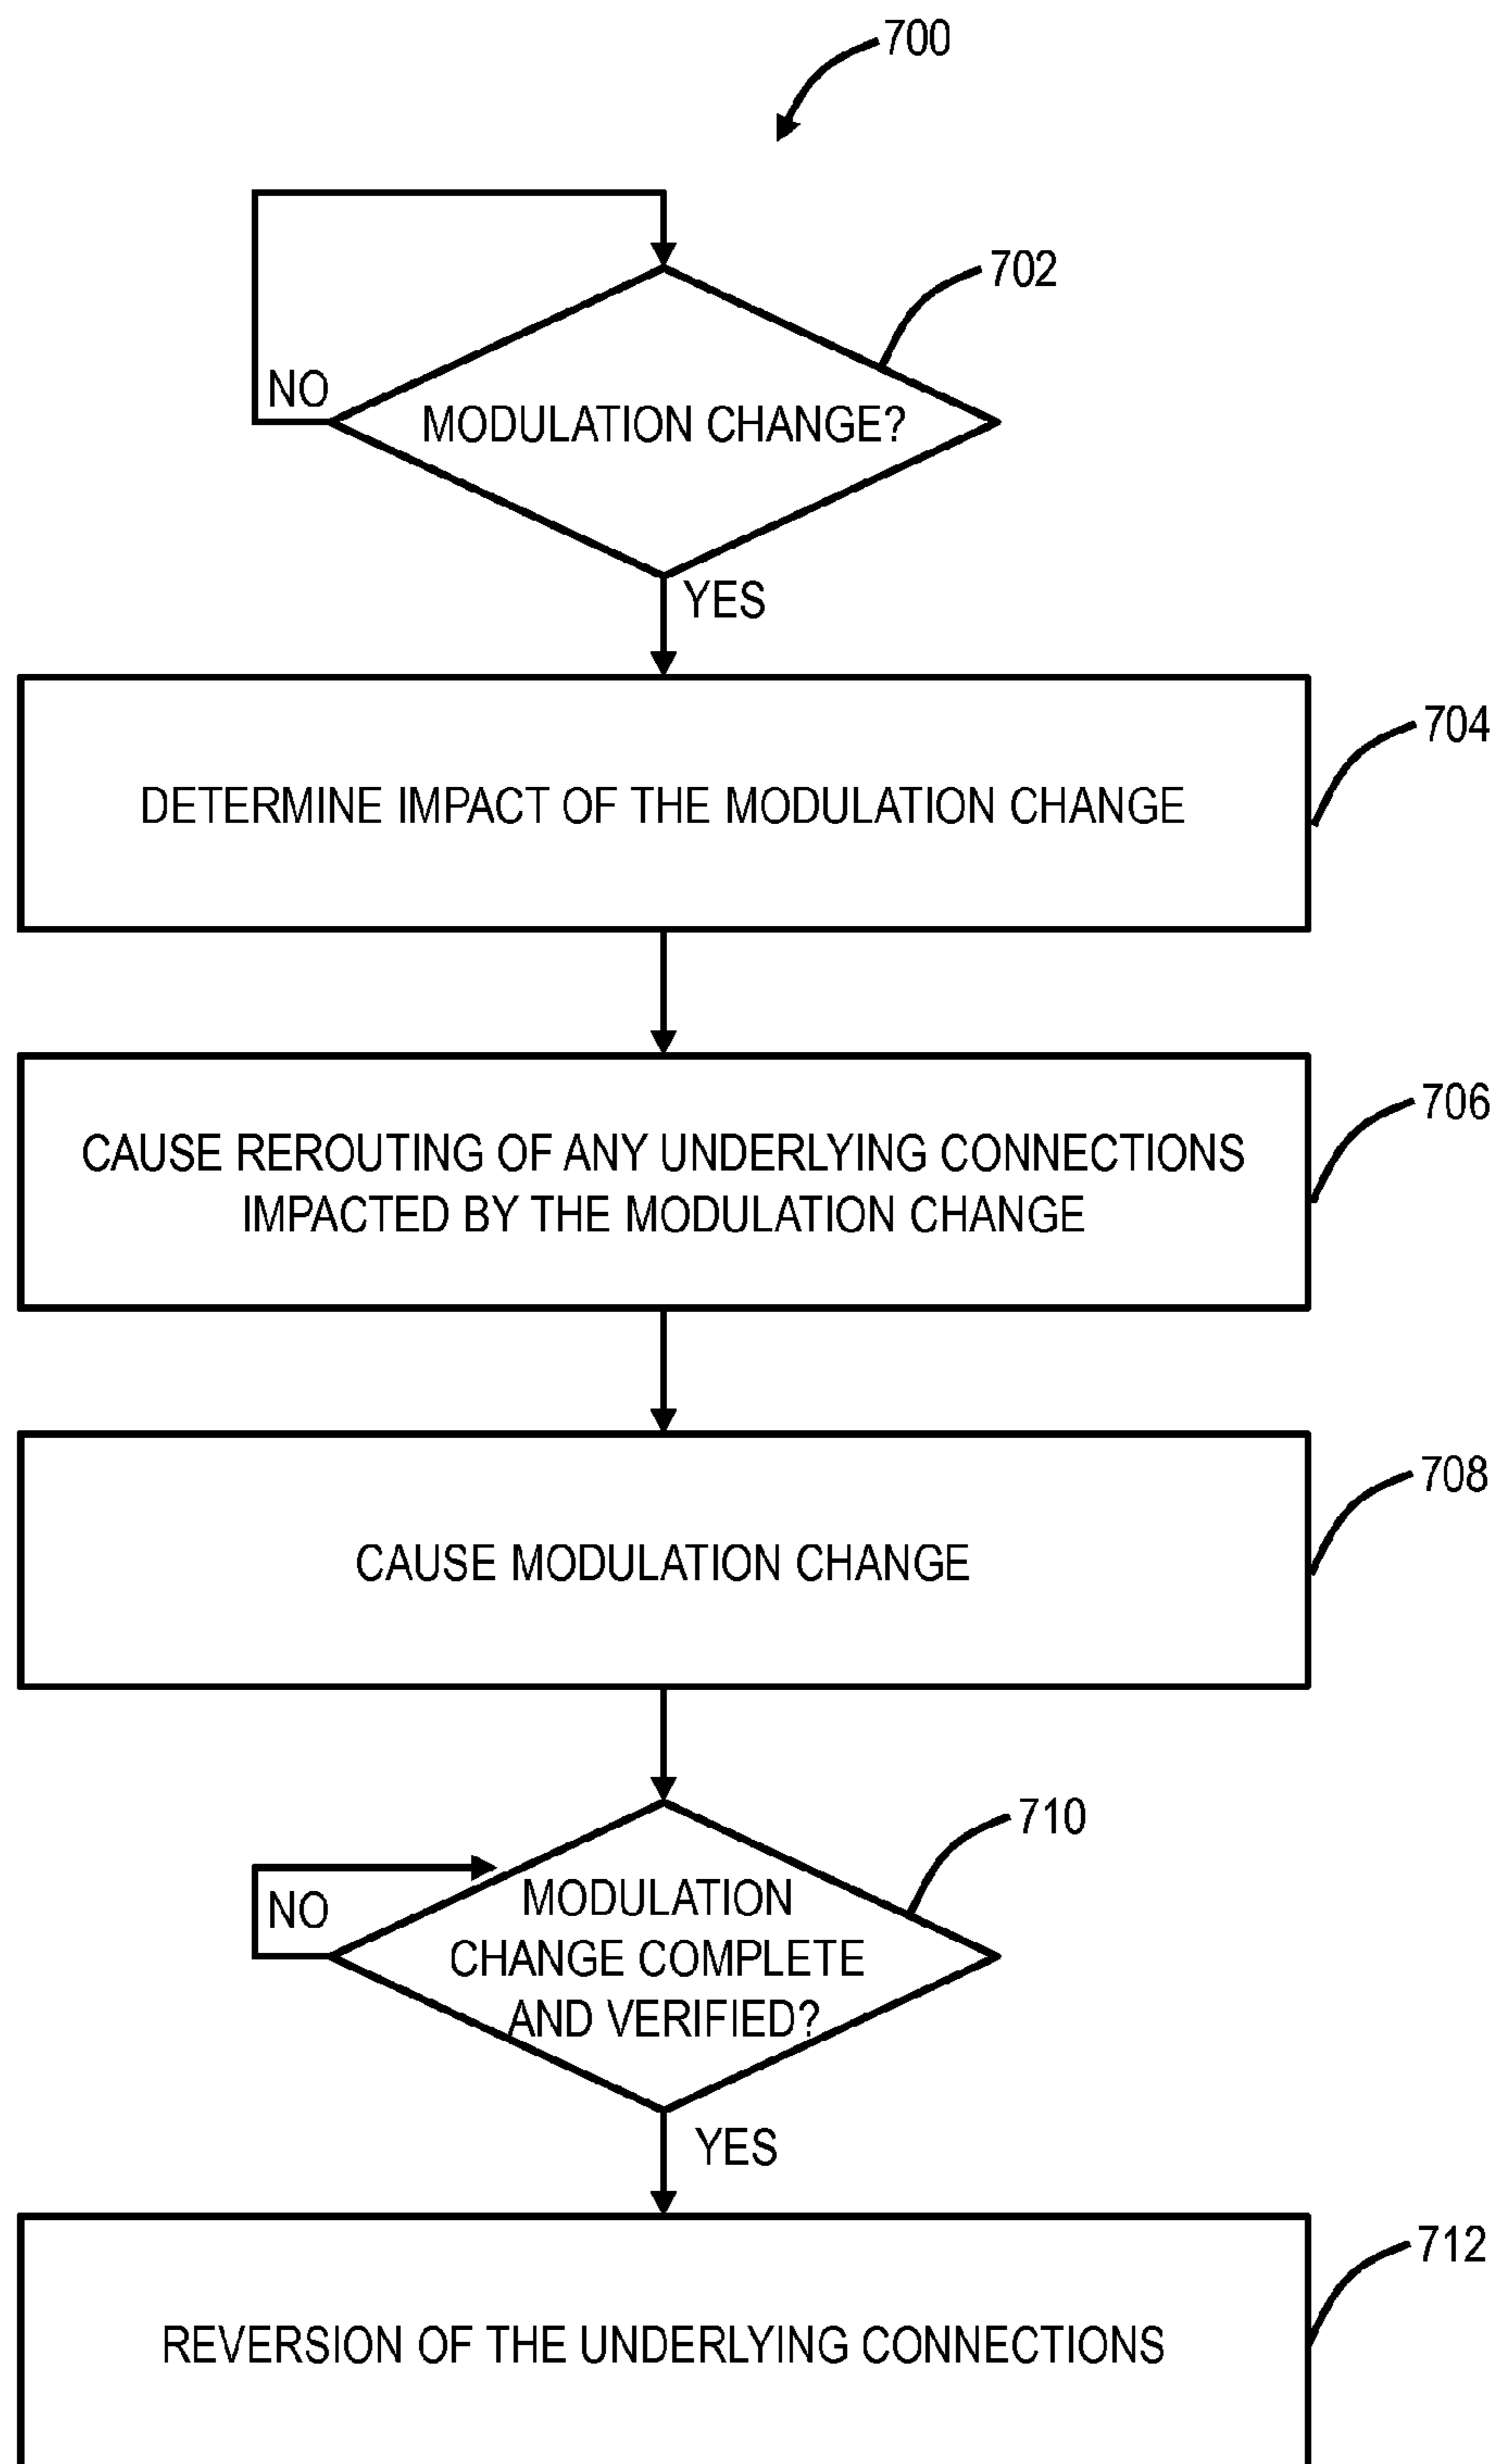 700
702
NO
MODULATION CHANGE?
YES
704
DETERMINE IMPACT OF THE MODULATION CHANGE
706
CAUSE REROUTING OF ANY UNDERLYING CONNECTIONS
IMPACTED BY THE MODULATION CHANGE
708
CAUSE MODULATION CHANGE
710
NO
MODULATION
CHANGE COMPLETE
AND VERIFIED?
YES
712
REVERSION OF THE UNDERLYING CONNECTIONS